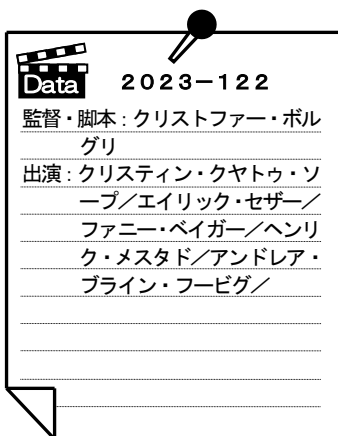 Data
2023-122
監督・脚本：クリストファー・ボル
グリ
出演：クリスティン・クヤトゥ・ソ
ープ／エイリック・セザー／
ファニー・ベイガー／ヘンリ
ク・メスタド／アンドレア・
ブライン・フービグ／